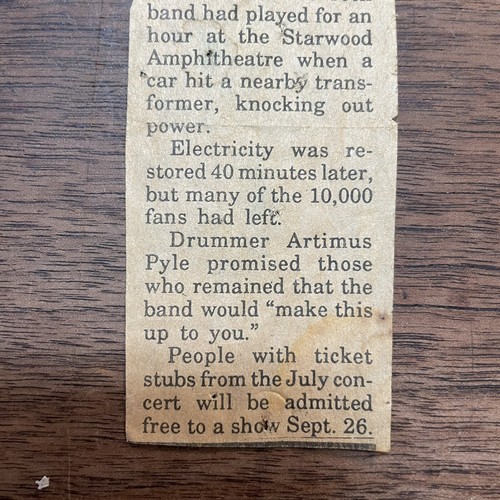 band had played for an
hour at the Starwood
Amphitheatre when a
car hit a nearby trans-
former, knocking out
power.
Electricity was re-
stored 40 minutes later,
but many of the 10,000
fans had left.
Drummer Artimus
Pyle promised those
who remained that the
band would “make this
up to you.”
People with ticket
stubs from the July con-
cert will be admitted
free to a show Sept. 26.